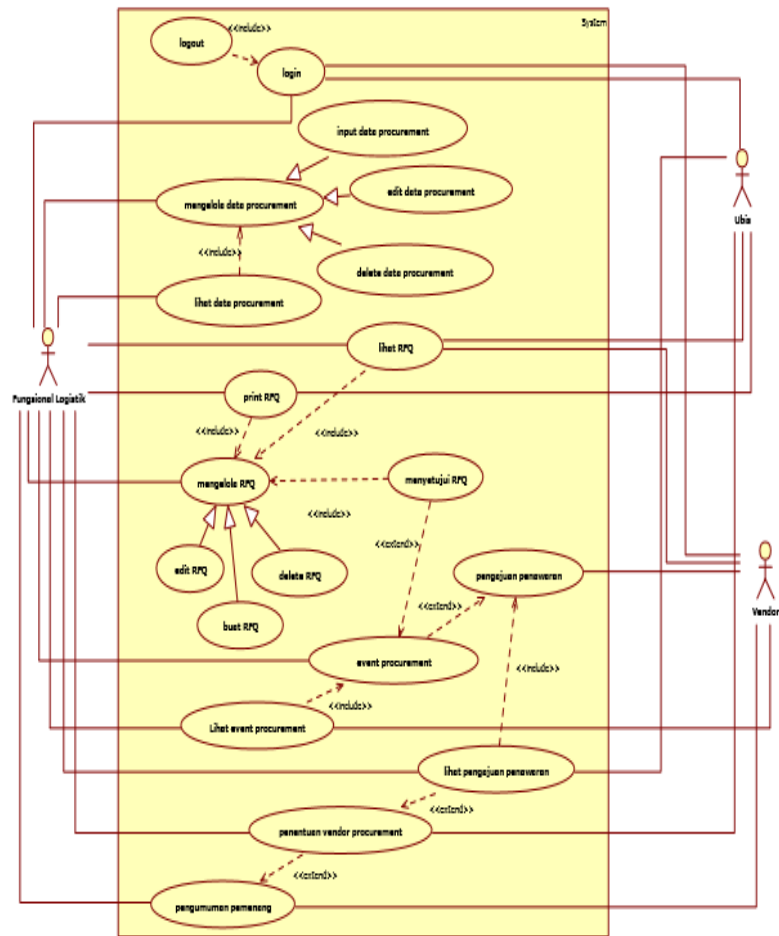 System
logout
<<include>>
login
input data procurement
mengelola data procurement
edit data procurement
<<include>>
delete data procurement
lihat data procurement
Ubis
lihat RFQ
Fungsional Logistik
print RFQ
<<include>>
<<include>>
mengelola RFQ
menyetujui RFQ
<<include>>
<<extend>>
edit RFQ
delete RFQ
pengajuan penawaran
Vendor
<<extend>>
buat RFQ
event procurement
<<include>>
<<include>>
Lihat event procurement
lihat pengajuan penawaran
<<extend>>
penentuan vendor procurement
<<extend>>
pengumuman pemenang